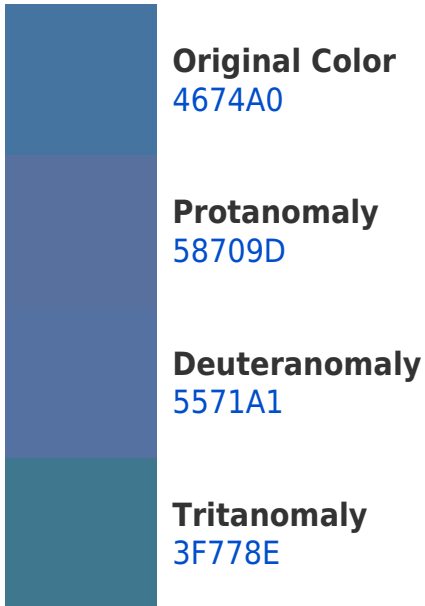 Original Color
4674A0
Protanomaly
58709D
Deuteranomaly
5571A1
Tritanomaly
3F778E